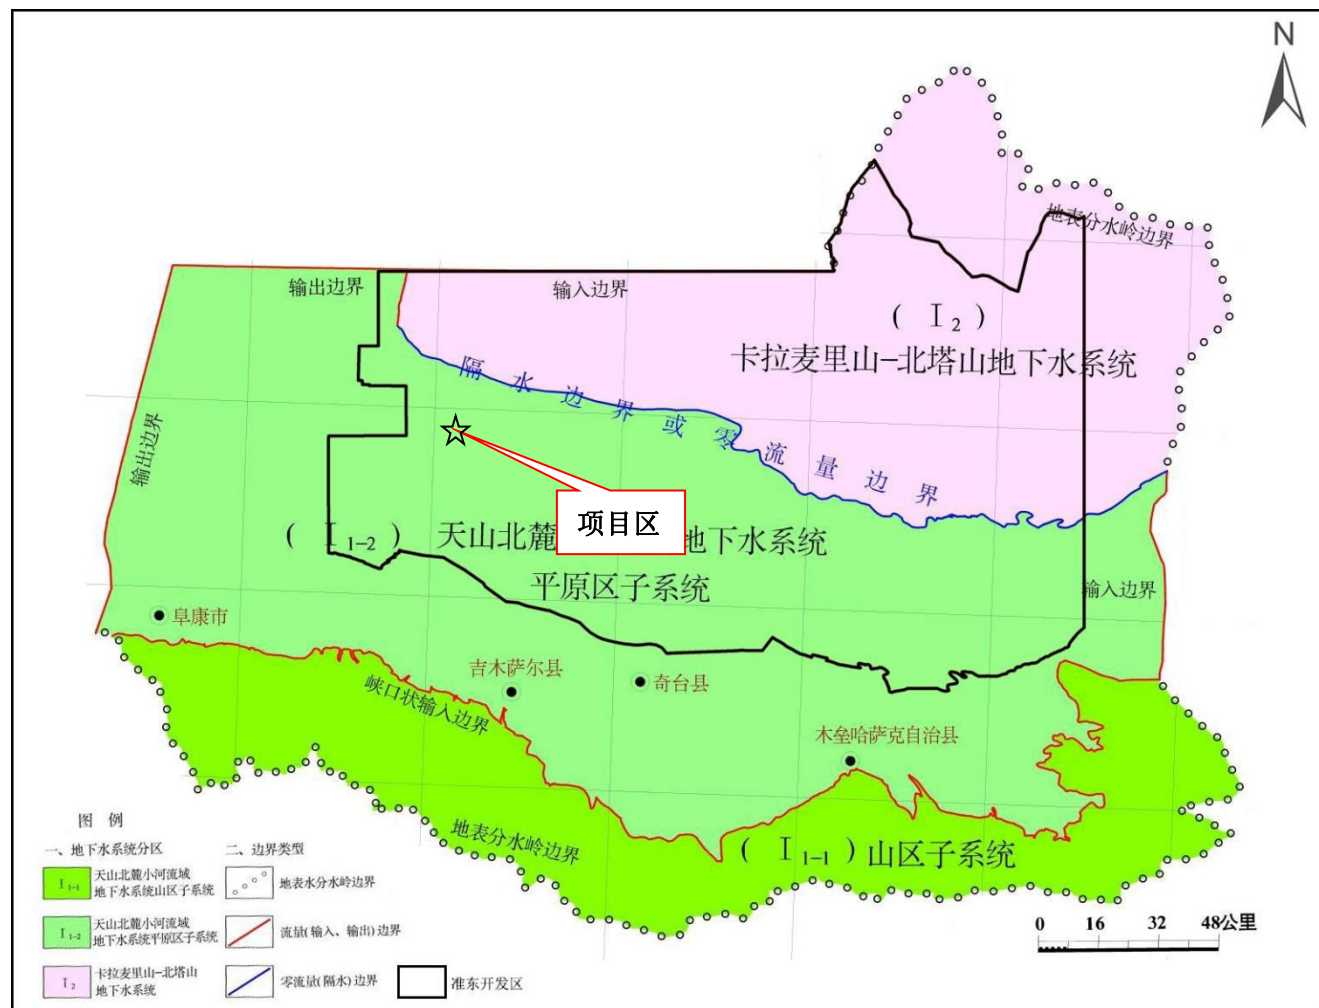 N
地表分水岭边界
输出边界
输入边界
( Ⅰ2 )
卡拉麦里山-北塔山地下水系统
隔水边界或零流量边界
输出边界
项目区
( Ⅰ1-2 ) 天山北麓 地下水系统
平原区子系统
输入边界
阜康市
吉木萨尔县
奇台县
峡口状输入边界
木垒哈萨克自治县
地表分水岭边界
( Ⅰ1-1 ) 山区子系统
图 例
一、地下水系统分区
二、边界类型
Ⅰ1-1
天山北麓小河流域
地下水系统山区子系统
地表水分水岭边界
Ⅰ1-2
天山北麓小河流域
地下水系统平原区子系统
流量(输入、输出)边界
Ⅰ2
卡拉麦里山-北塔山
地下水系统
零流量(隔水)边界
准东开发区
0 16 32 48公里